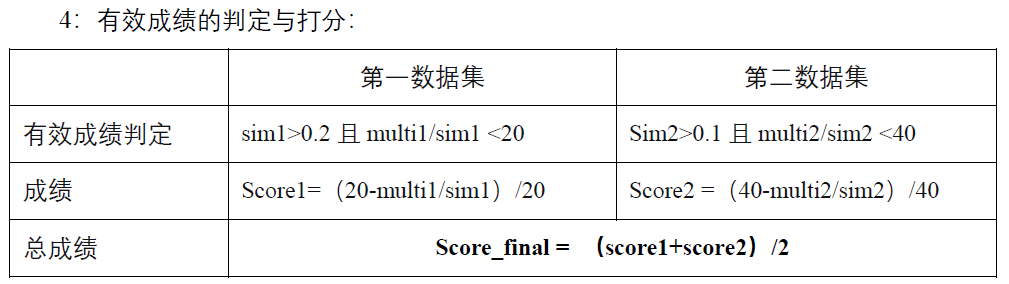 4：有效成绩的判定与打分：
第一数据集 第二数据集
有效成绩判定 sim1>0.2 且 multi1/sim1 <20 Sim2>0.1 且 multi2/sim2 <40
成绩 Score1=（20-multi1/sim1）/20 Score2 =（40-multi2/sim2）/40
总成绩 Score_final = （score1+score2）/2